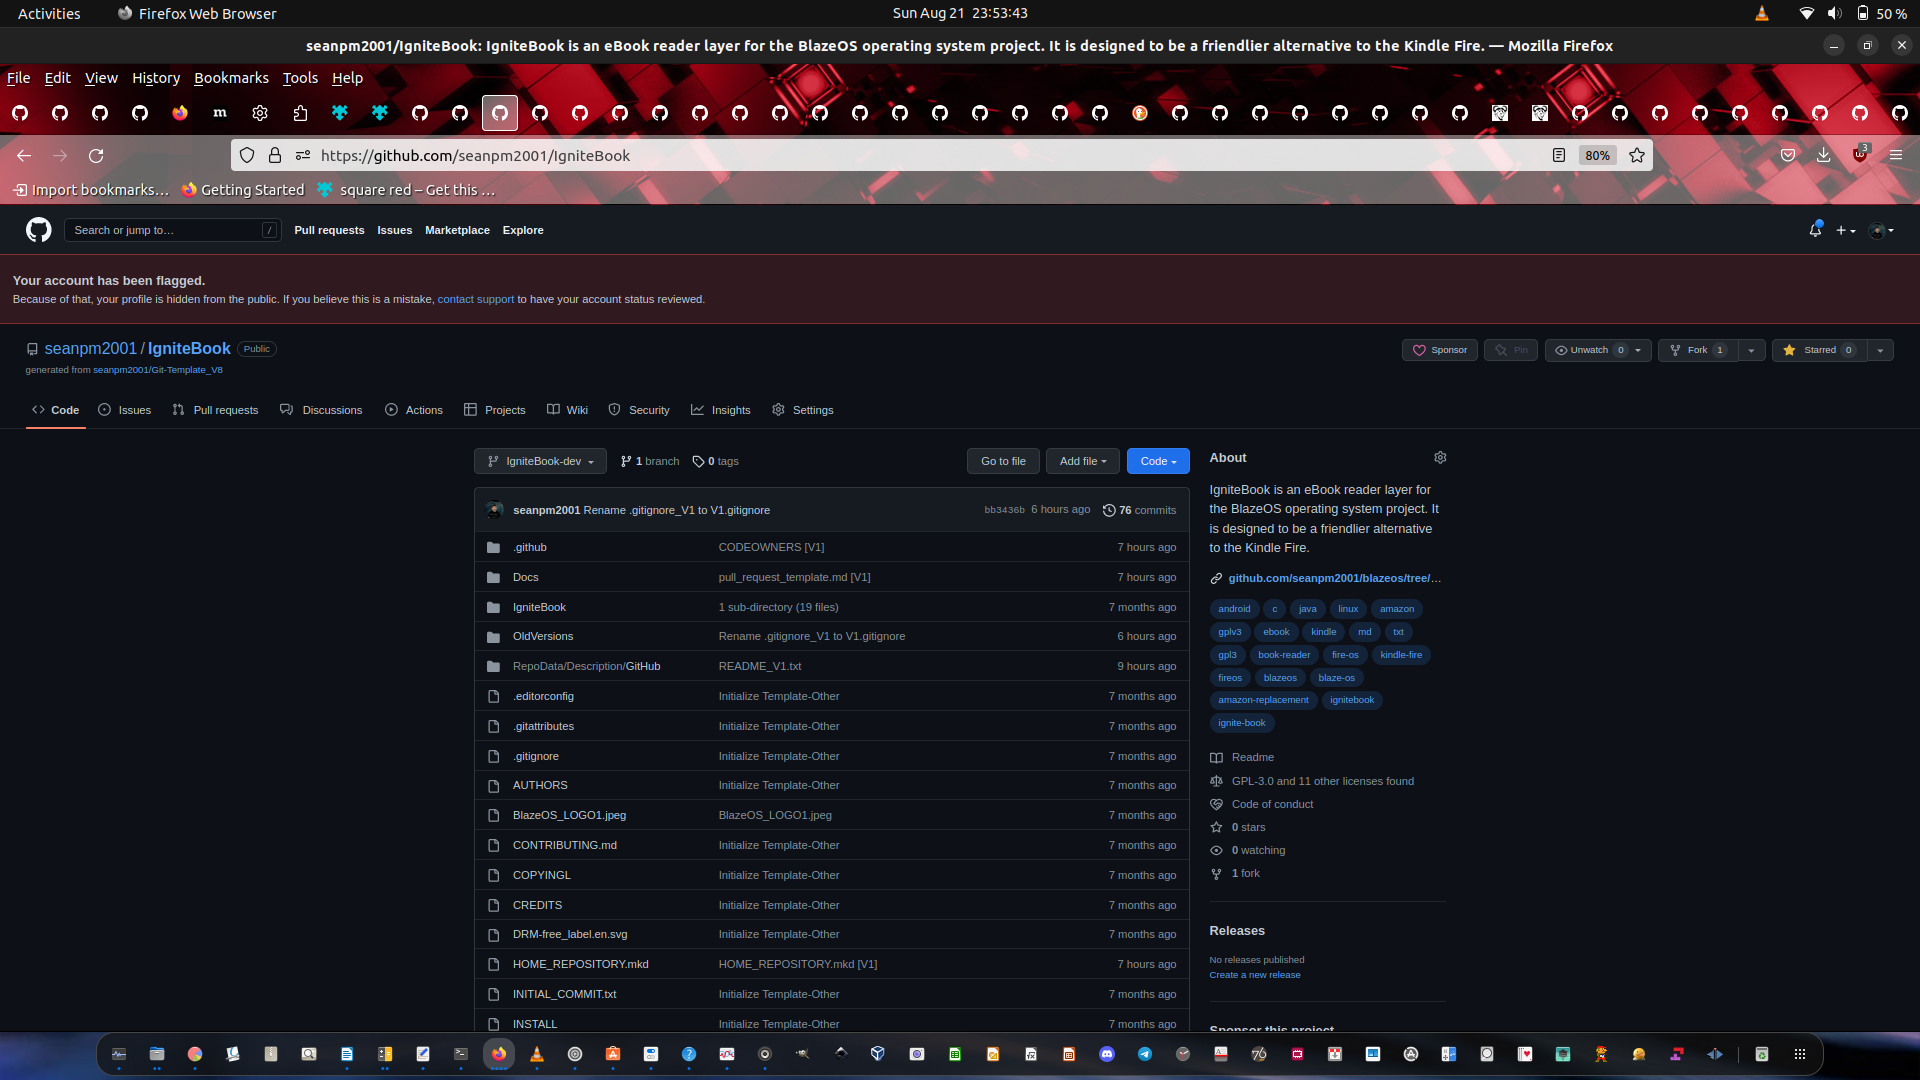 Activities
Firefox Web Browser
Sun Aug 21 23:53:43
50 %
seanpm2001/IgniteBook: IgniteBook is an eBook reader layer for the BlazeOS operating system project. It is designed to be a friendlier alternative to the Kindle Fire. — Mozilla Firefox
File Edit View History Bookmarks Tools Help
m
https://github.com/seanpm2001/IgniteBook
80%
3
Import bookmarks…
Getting Started
square red – Get this …
Search or jump to…
/
Pull requests Issues Marketplace Explore
Your account has been flagged.
Because of that, your profile is hidden from the public. If you believe this is a mistake, contact support to have your account status reviewed.
seanpm2001 / IgniteBook Public
Sponsor
Pin
Unwatch 0
Fork 1
Starred 0
generated from seanpm2001/Git-Template_V8
Code Issues Pull requests Discussions Actions Projects Wiki Security Insights Settings
IgniteBook-dev
1 branch
0 tags
Go to file
Add file
Code
seanpm2001 Rename .gitignore_V1 to V1.gitignore
bb3436b 6 hours ago
76 commits
.github CODEOWNERS [V1] 7 hours ago
Docs pull_request_template.md [V1] 7 hours ago
IgniteBook 1 sub-directory (19 files) 7 months ago
OldVersions Rename .gitignore_V1 to V1.gitignore 6 hours ago
RepoData/Description/GitHub README_V1.txt 9 hours ago
.editorconfig Initialize Template-Other 7 months ago
.gitattributes Initialize Template-Other 7 months ago
.gitignore Initialize Template-Other 7 months ago
AUTHORS Initialize Template-Other 7 months ago
BlazeOS_LOGO1.jpeg BlazeOS_LOGO1.jpeg 7 months ago
CONTRIBUTING.md Initialize Template-Other 7 months ago
COPYINGL Initialize Template-Other 7 months ago
CREDITS Initialize Template-Other 7 months ago
DRM-free_label.en.svg Initialize Template-Other 7 months ago
HOME_REPOSITORY.mkd HOME_REPOSITORY.mkd [V1] 7 hours ago
INITIAL_COMMIT.txt Initialize Template-Other 7 months ago
INSTALL Initialize Template-Other 7 months ago
About
IgniteBook is an eBook reader layer for
the BlazeOS operating system project. It
is designed to be a friendlier alternative
to the Kindle Fire.
github.com/seanpm2001/blazeos/tree/…
android c java linux amazon
gplv3 ebook kindle md txt
gpl3 book-reader fire-os kindle-fire
fireos blazeos blaze-os
amazon-replacement ignitebook
ignite-book
Readme
GPL-3.0 and 11 other licenses found
Code of conduct
0 stars
0 watching
1 fork
Releases
No releases published
Create a new release
Sponsor this project
76